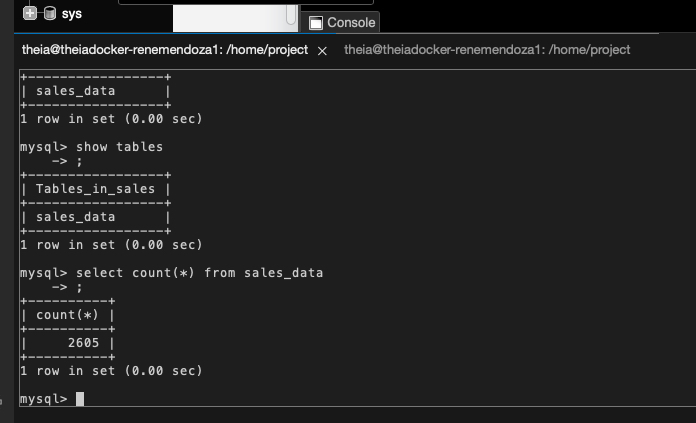 sys
Console
theia@theiadocker-renemendoza1: /home/project × theia@theiadocker-renemendoza1: /home/project
+-----------------+
| sales_data      |
+-----------------+
1 row in set (0.00 sec)
mysql> show tables
    -> ;
+-----------------+
| Tables_in_sales |
+-----------------+
| sales_data      |
+-----------------+
1 row in set (0.00 sec)
mysql> select count(*) from sales_data
    -> ;
+----------+
| count(*) |
+----------+
|     2605 |
+----------+
1 row in set (0.00 sec)
mysql>